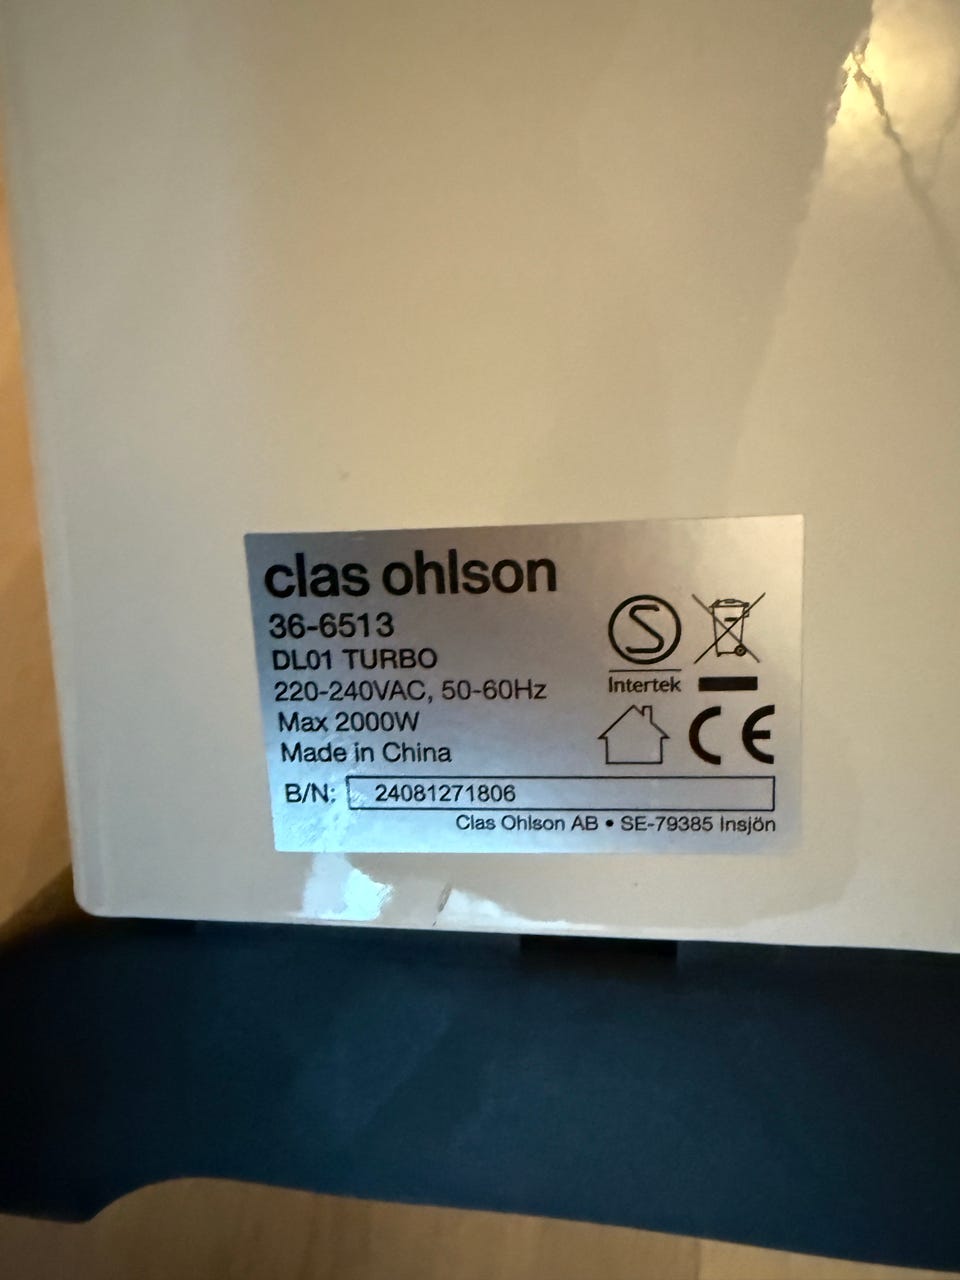 clas ohlson
36-6513
DL01 TURBO
220-240VAC, 50-60Hz
Max 2000W
Made in China
S
Intertek
CE
B/N: 24081271806
Clas Ohlson AB • SE-79385 Insjön